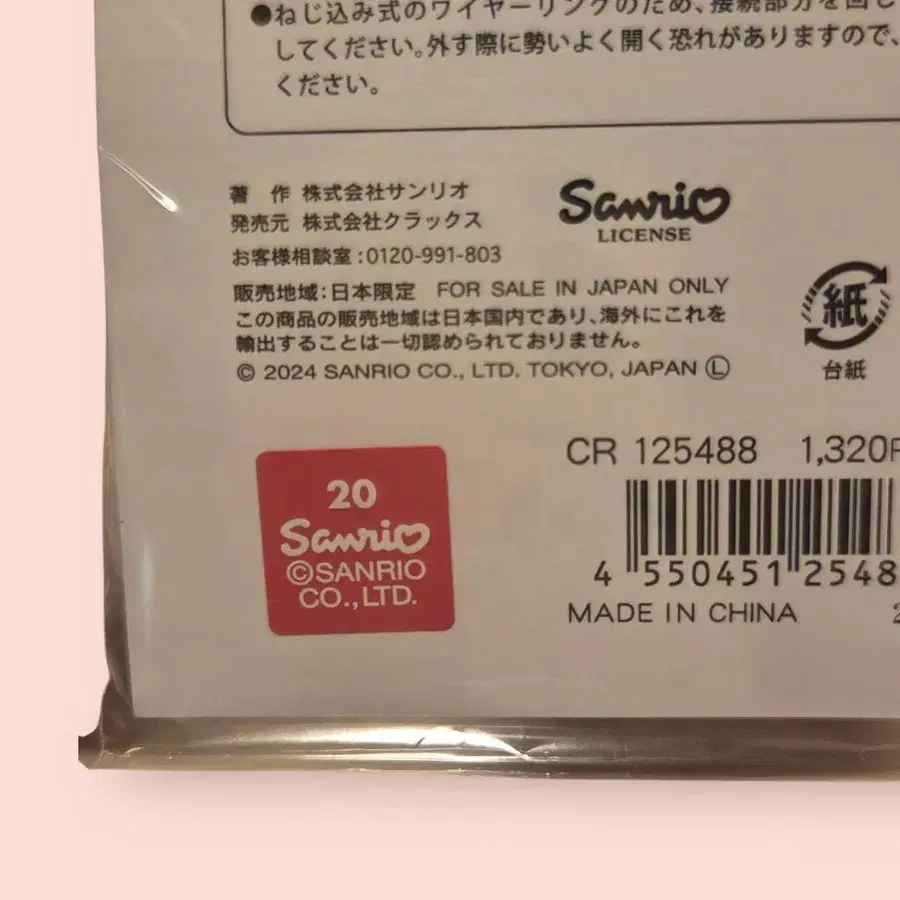 ●ねじ込み式のワイヤーリングのため、接続部分を回し
してください。外す際に勢いよく開く恐れがありますので、
ください。
著 作 株式会社サンリオ
発売元 株式会社クラックス
お客様相談室:0120-991-803
販売地域:日本限定 FOR SALE IN JAPAN ONLY
この商品の販売地域は日本国内であり、海外にこれを
輸出することは一切認められておりません。
© 2024 SANRIO CO., LTD. TOKYO, JAPAN Ⓛ
Sanrio
LICENSE
紙
台紙
20
Sanrio
©SANRIO
CO.,LTD.
CR 125488 1,320
4 550451 2548
MADE IN CHINA